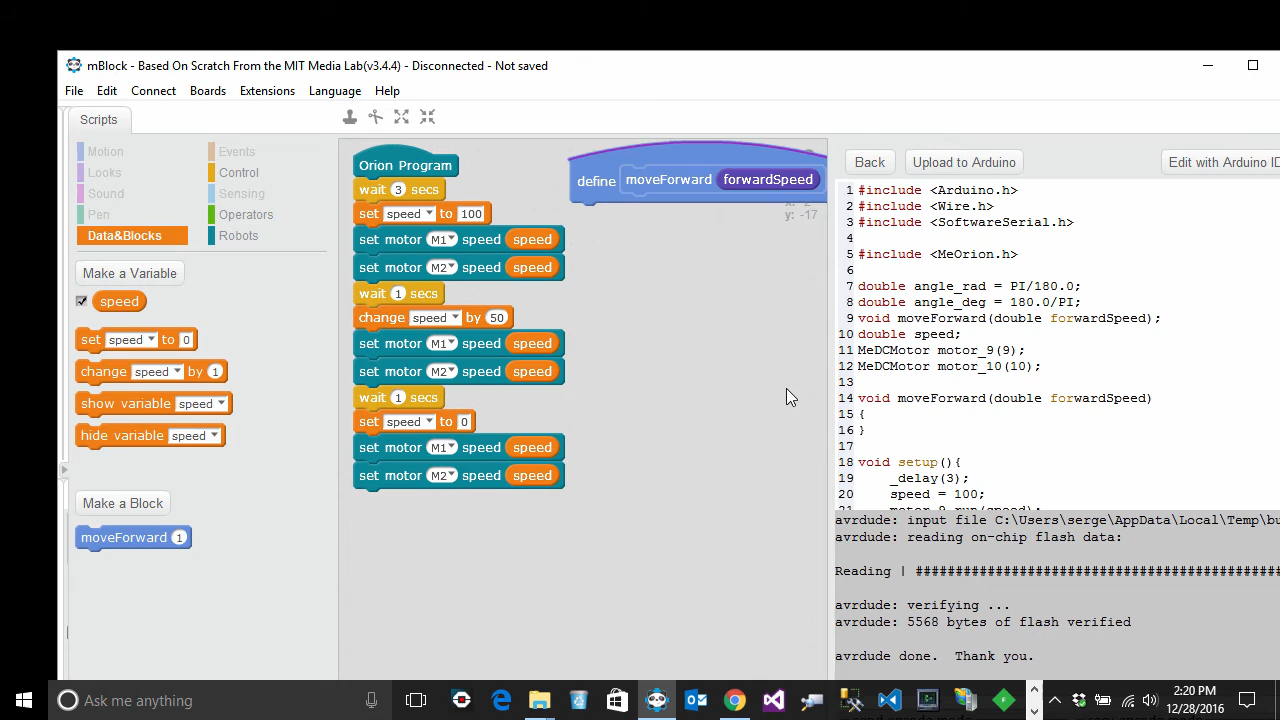 mBlock - Based On Scratch From the MIT Media Lab(v3.4.4) - Disconnected - Not saved
File Edit Connect Boards Extensions Language Help
Scripts
Motion Events
Looks Control
Sound Sensing
Pen Operators
Data&Blocks Robots
Make a Variable
speed
set speed to 0
change speed by 1
show variable speed
hide variable speed
Make a Block
moveForward 1
Orion Program
wait 3 secs
set speed to 100
set motor M1 speed speed
set motor M2 speed speed
wait 1 secs
change speed by 50
set motor M1 speed speed
set motor M2 speed speed
wait 1 secs
set speed to 0
set motor M1 speed speed
set motor M2 speed speed
define moveForward forwardSpeed
y: -17
Back Upload to Arduino Edit with Arduino ID
1 #include <Arduino.h>
2 #include <Wire.h>
3 #include <SoftwareSerial.h>
4
5 #include <MeOrion.h>
6
7 double angle_rad = PI/180.0;
8 double angle_deg = 180.0/PI;
9 void moveForward(double forwardSpeed);
10 double speed;
11 MeDCMotor motor_9(9);
12 MeDCMotor motor_10(10);
13
14 void moveForward(double forwardSpeed)
15 {
16 }
17
18 void setup(){
19 _delay(3);
20 speed = 100;
21 motor_9.run(speed);
avrdude: input file C:\Users\serge\AppData\Local\Temp\bu
avrdude: reading on-chip flash data:
Reading | ##########################################
avrdude: verifying ...
avrdude: 5568 bytes of flash verified
avrdude done. Thank you.
Ask me anything
2:20 PM
12/28/2016